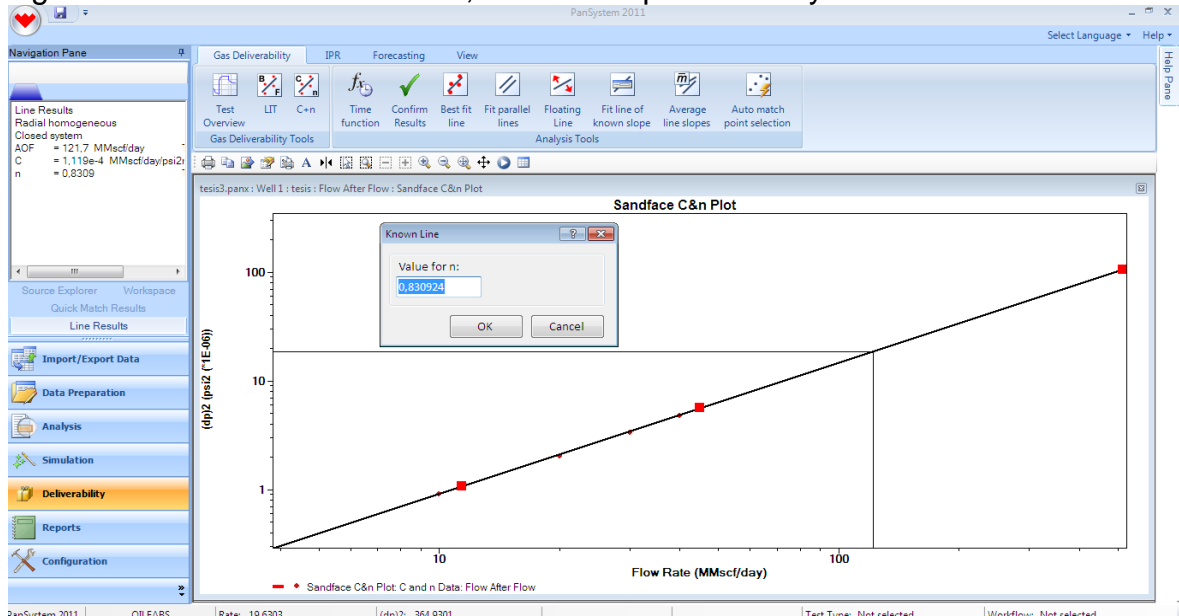 PanSystem 2011
Select Language Help
Navigation Pane
Gas Deliverability IPR Forecasting View
Help Pane
Line Results
Radial homogeneous
Closed system
AOF = 121,7 MMscf/day
C = 1,119e-4 MMscf/day/psi2
n = 0,8309
Test Overview LIT C+n
Time function Confirm Results Best fit line Fit parallel lines Floating Line Fit line of known slope Average line slopes Auto match point selection
Gas Deliverability Tools Analysis Tools
tesis3.panx : Well 1 : tesis : Flow After Flow : Sandface C&n Plot
Sandface C&n Plot
Known Line
Value for n:
0,830924
OK Cancel
Source Explorer Workspace
Quick Match Results
Line Results
Import/Export Data
Data Preparation
Analysis
Simulation
Deliverability
Reports
Configuration
100
10
1
(dp)2 (psi2 (*1E-06))
10 100
Flow Rate (MMscf/day)
Sandface C&n Plot: C and n Data: Flow After Flow
PanSystem 2011 OILFABS Rate: 19.6303 (dp)2: 364.9301 Test Type: Not selected Workflow: Not selected